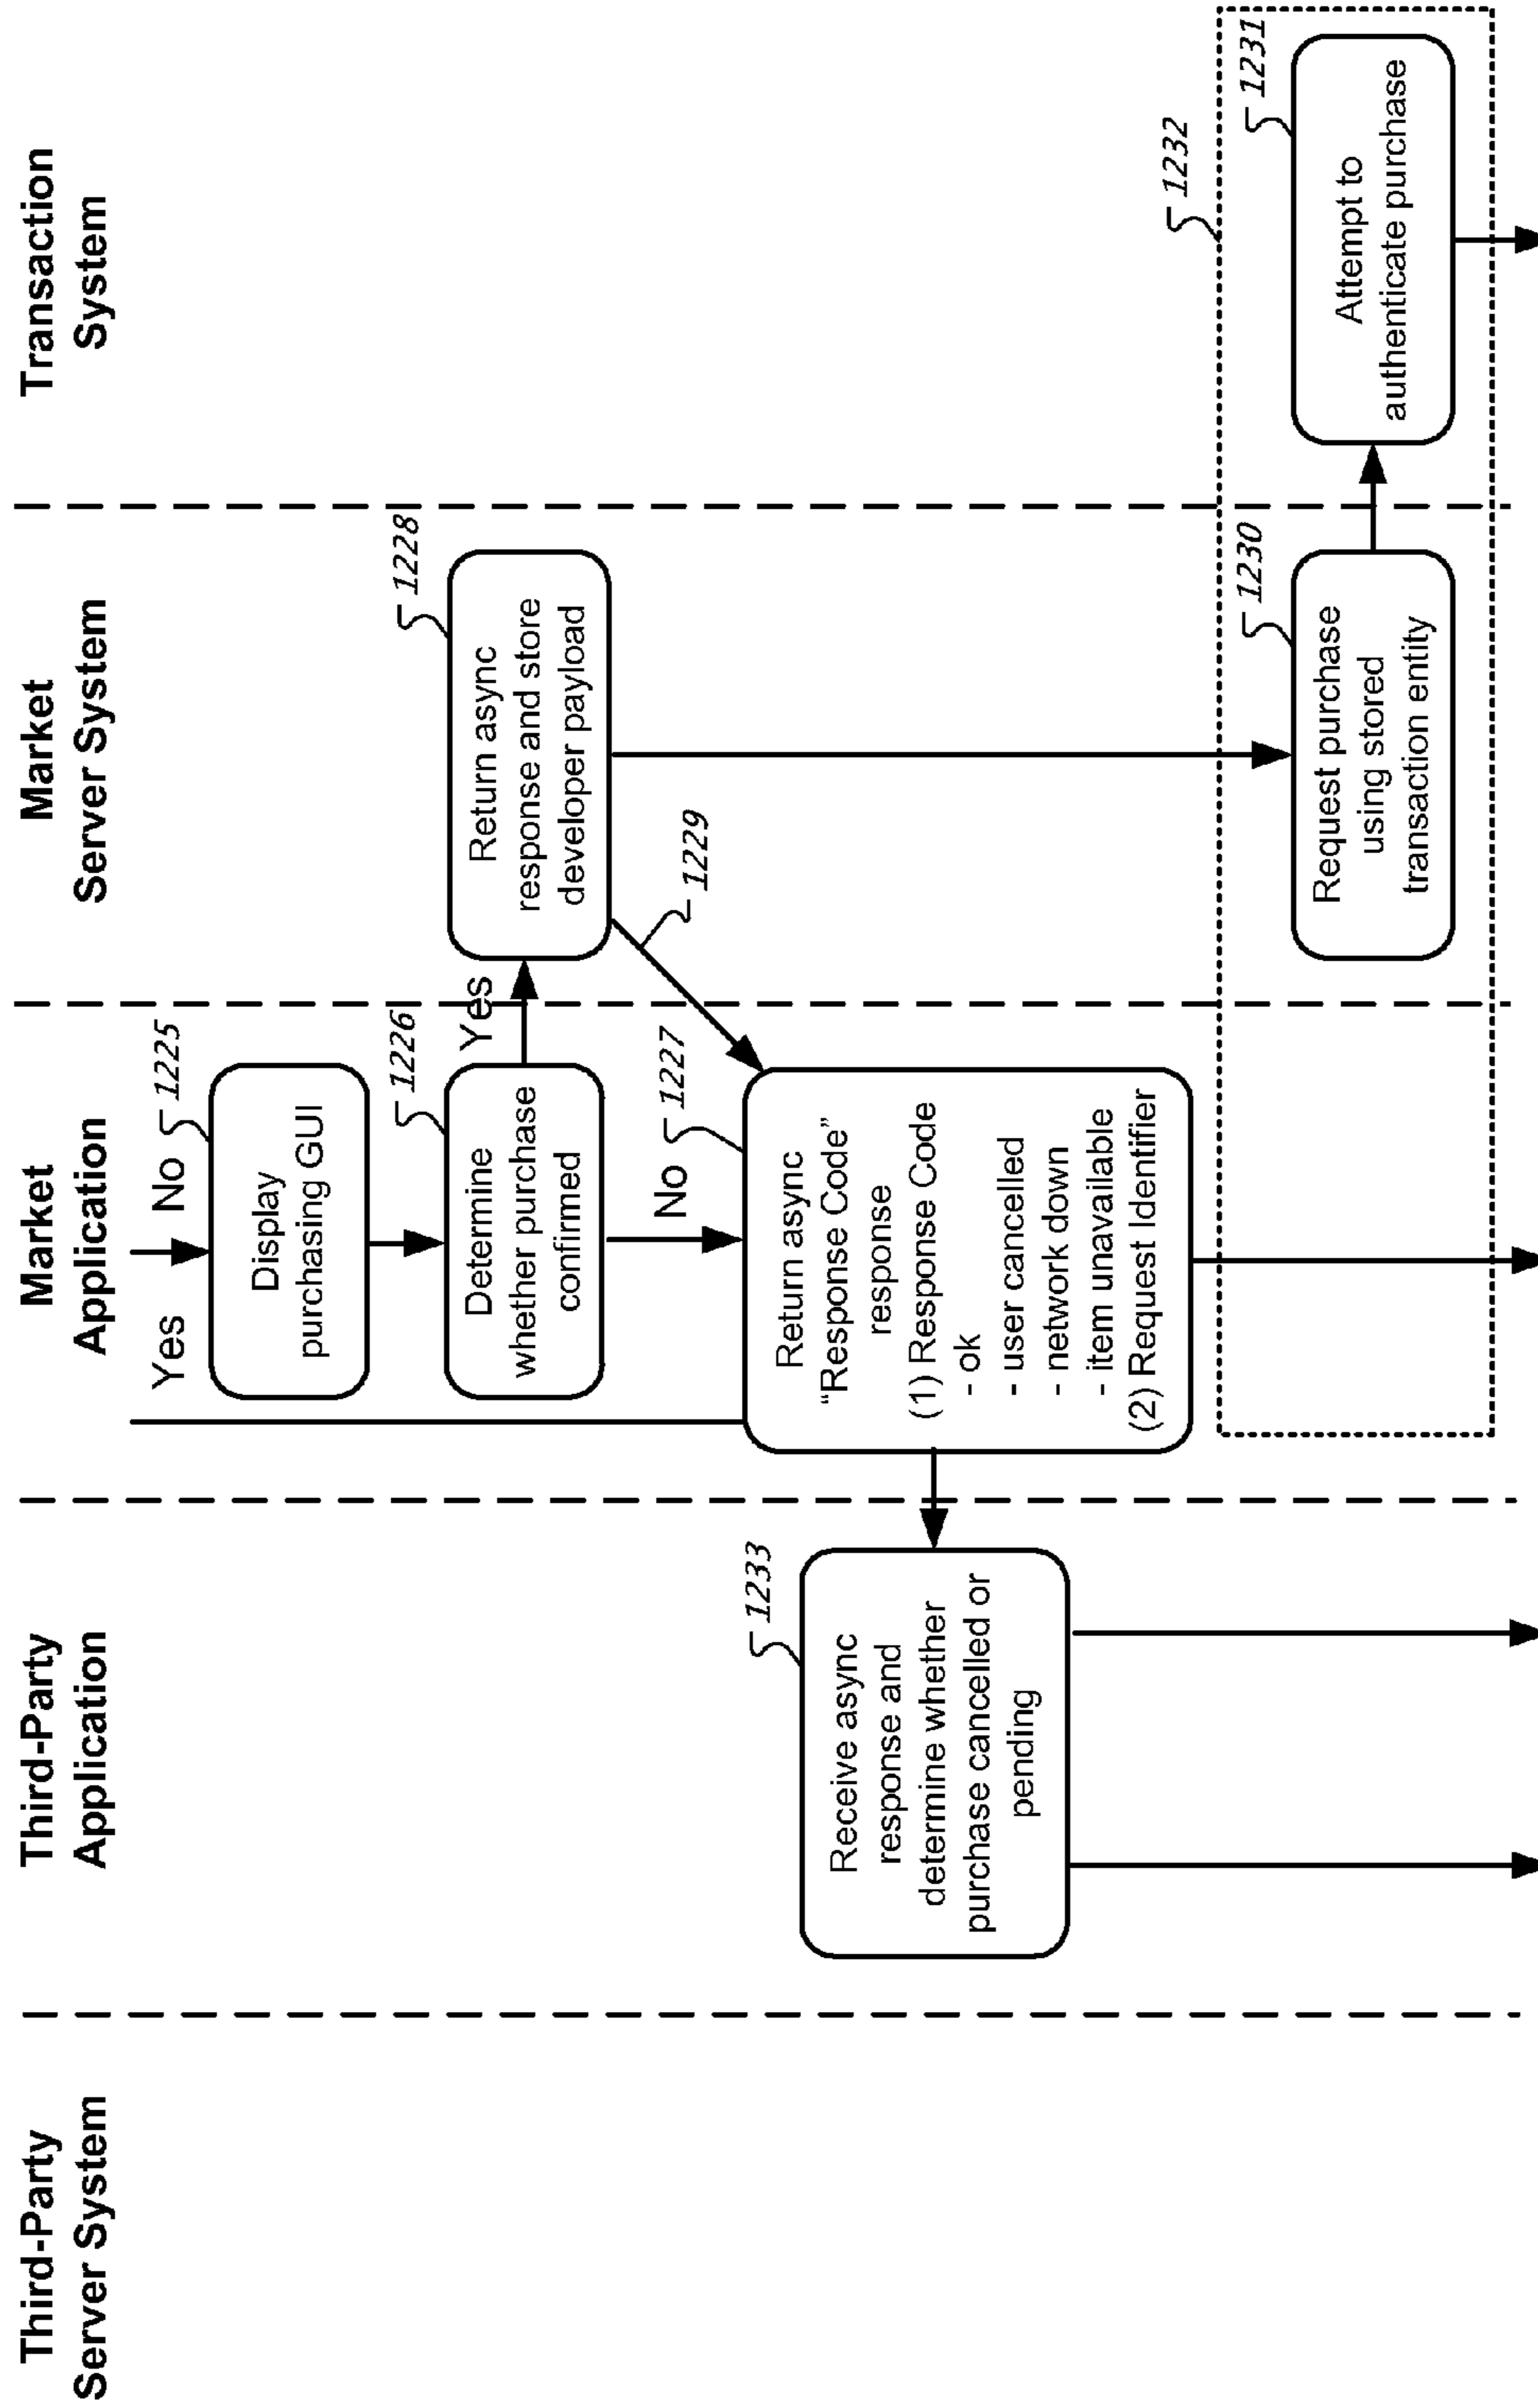 Third-Party
Server System
Third-Party
Application
Market
Application
Market
Server System
Transaction
System
Yes
No
1225
Display
purchasing GUI
1226
Determine
whether purchase
confirmed
Yes
1228
Return async
response and store
developer payload
No
1227
1229
Return async
“Response Code”
response
(1) Response Code
- ok
- user cancelled
- network down
- item unavailable
(2) Request Identifier
1233
Receive async
response and
determine whether
purchase cancelled or
pending
1232
1230
Request purchase
using stored
transaction entity
1231
Attempt to
authenticate purchase